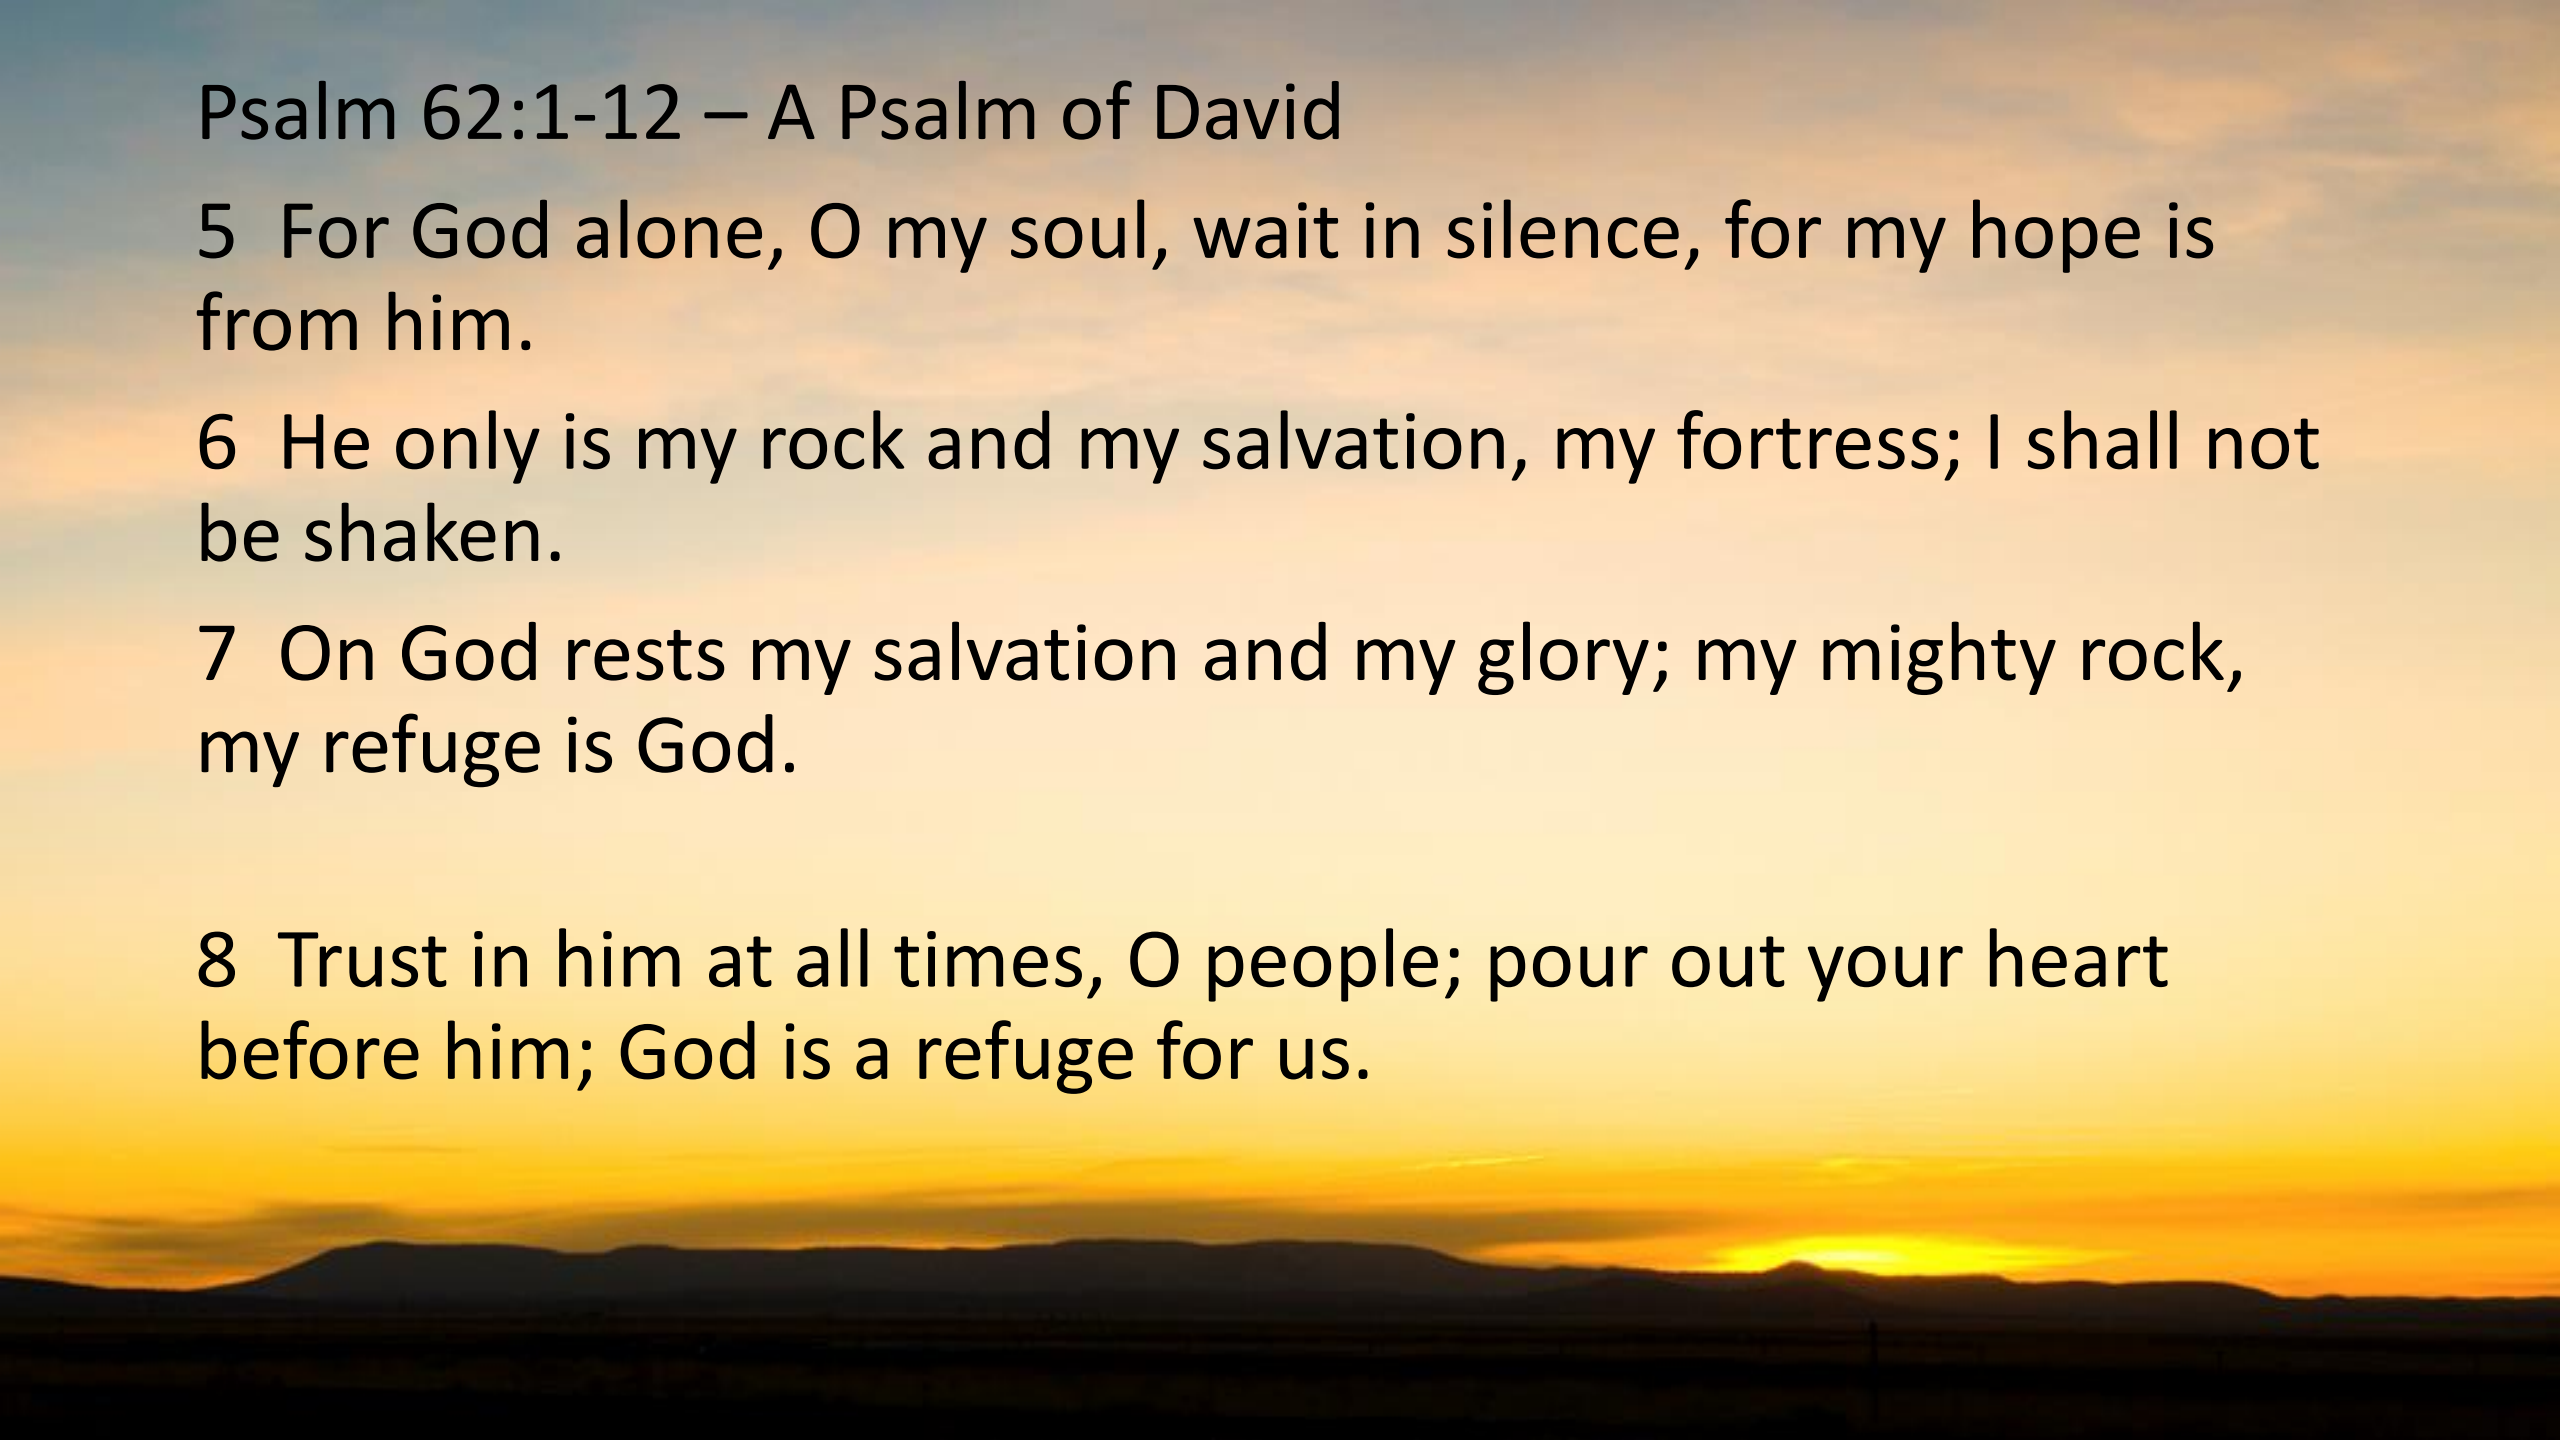 Psalm 62:1-12 – A Psalm of David
5  For God alone, O my soul, wait in silence, for my hope is
from him.
6  He only is my rock and my salvation, my fortress; I shall not
be shaken.
7  On God rests my salvation and my glory; my mighty rock,
my refuge is God.
8  Trust in him at all times, O people; pour out your heart
before him; God is a refuge for us.